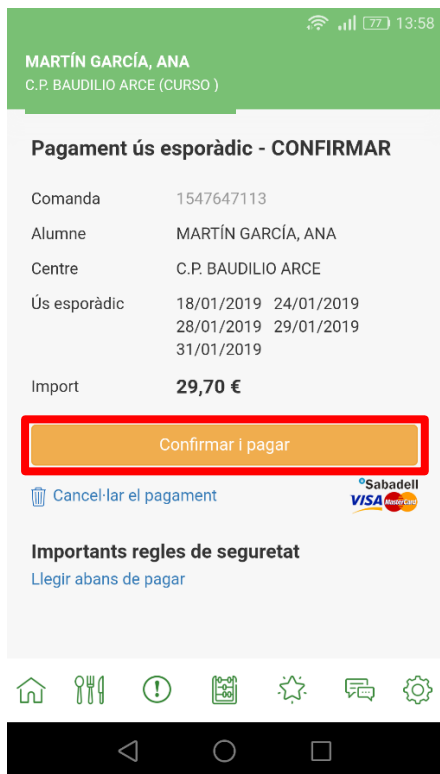 77 13:58
MARTÍN GARCÍA, ANA
C.P. BAUDILIO ARCE (CURSO )
Pagament ús esporàdic - CONFIRMAR
Comanda 1547647113
Alumne MARTÍN GARCÍA, ANA
Centre C.P. BAUDILIO ARCE
Ús esporàdic 18/01/2019 24/01/2019
28/01/2019 29/01/2019
31/01/2019
Import 29,70 €
Confirmar i pagar
Cancel·lar el pagament
Sabadell
VISA MasterCard
Importants regles de seguretat
Llegir abans de pagar